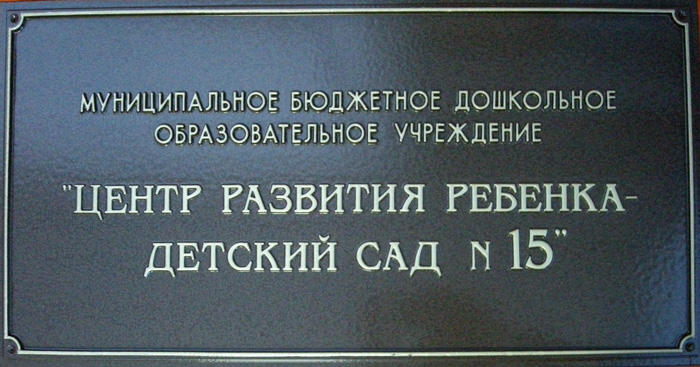 МУНИЦИПАЛЬНОЕ БЮДЖЕТНОЕ ДОШКОЛЬНОЕ
ОБРАЗОВАТЕЛЬНОЕ УЧРЕЖДЕНИЕ
"ЦЕНТР РАЗВИТИЯ РЕБЕНКА-
ДЕТСКИЙ САД N 15"